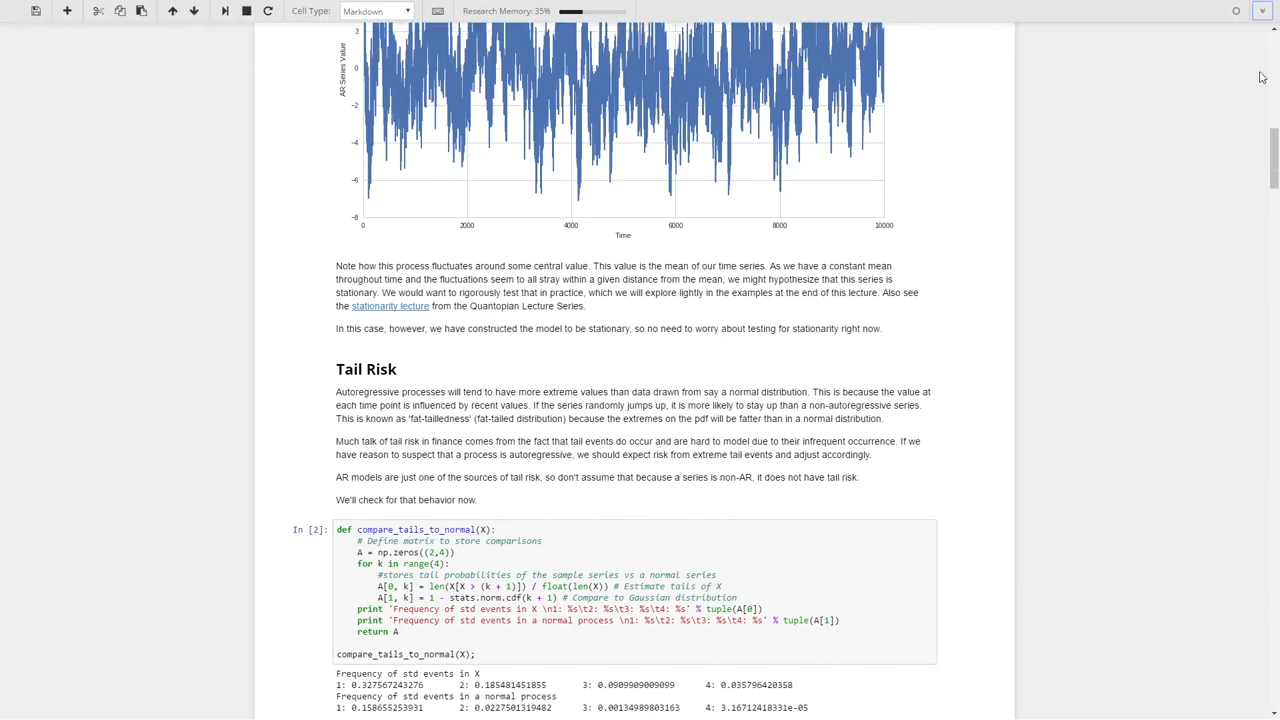 Cell Type: Markdown Research Memory: 35%
2
0
−2
−4
−6
−8
AR Series Value
0 2000 4000 6000 8000 10000
Time
Note how this process fluctuates around some central value. This value is the mean of our time series. As we have a constant mean
throughout time and the fluctuations seem to all stray within a given distance from the mean, we might hypothesize that this series is
stationary. We would want to rigorously test that in practice, which we will explore lightly in the examples at the end of this lecture. Also see
the stationarity lecture from the Quantopian Lecture Series.
In this case, however, we have constructed the model to be stationary, so no need to worry about testing for stationarity right now.
Tail Risk
Autoregressive processes will tend to have more extreme values than data drawn from say a normal distribution. This is because the value at
each time point is influenced by recent values. If the series randomly jumps up, it is more likely to stay up than a non-autoregressive series.
This is known as 'fat-tailledness' (fat-tailed distribution) because the extremes on the pdf will be fatter than in a normal distribution.
Much talk of tail risk in finance comes from the fact that tail events do occur and are hard to model due to their infrequent occurrence. If we
have reason to suspect that a process is autoregressive, we should expect risk from extreme tail events and adjust accordingly.
AR models are just one of the sources of tail risk, so don't assume that because a series is non-AR, it does not have tail risk.
We'll check for that behavior now.
In [2]: def compare_tails_to_normal(X):
# Define matrix to store comparisons
A = np.zeros((2,4))
for k in range(4):
#stores tail probabilities of the sample series vs a normal series
A[0, k] = len(X[X > (k + 1)]) / float(len(X)) # Estimate tails of X
A[1, k] = 1 - stats.norm.cdf(k + 1) # Compare to Gaussian distribution
print 'Frequency of std events in X \n1: %s\t2: %s\t3: %s\t4: %s' % tuple(A[0])
print 'Frequency of std events in a normal process \n1: %s\t2: %s\t3: %s\t4: %s' % tuple(A[1])
return A
compare_tails_to_normal(X);
Frequency of std events in X
1: 0.327567243276 2: 0.185481451855 3: 0.0909909009099 4: 0.035796420358
Frequency of std events in a normal process
1: 0.158655253931 2: 0.0227501319482 3: 0.00134989803163 4: 3.16712418331e-05